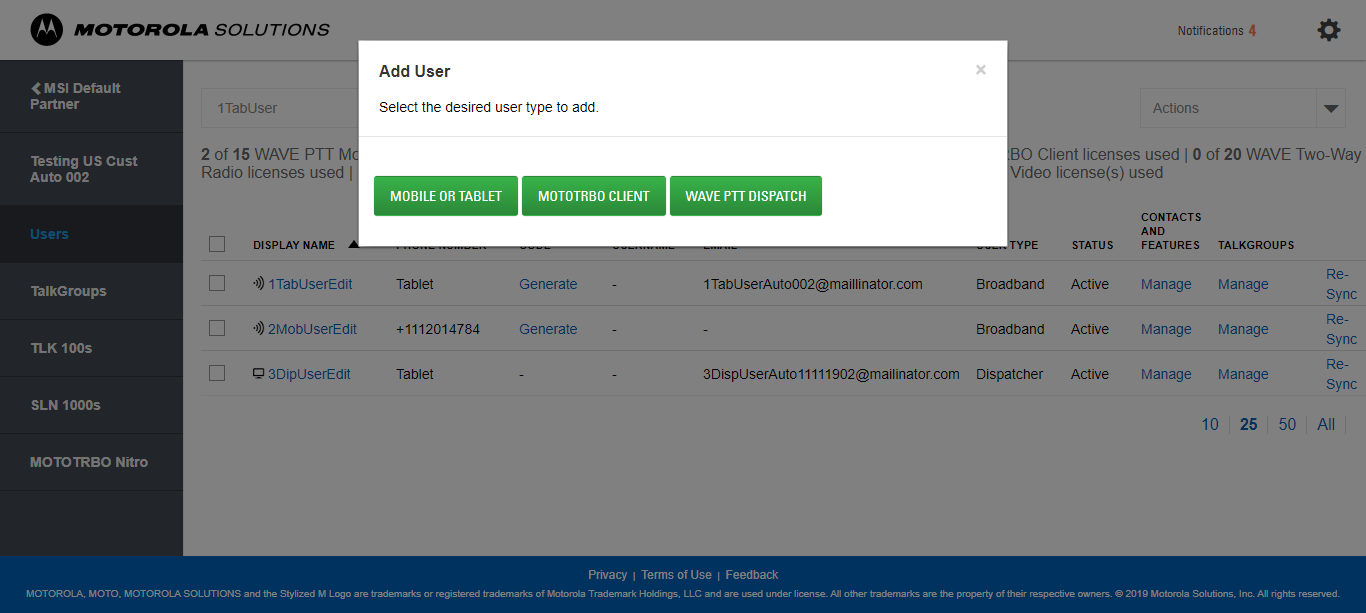 MOTOROLA SOLUTIONS
Notifications 4
MSI Default
Partner
Testing US Cust
Auto 002
Users
TalkGroups
TLK 100s
SLN 1000s
MOTOTRBO Nitro
Add User
×
Select the desired user type to add.
MOBILE OR TABLET MOTOTRBO CLIENT WAVE PTT DISPATCH
1TabUser
Actions
2 of 15 WAVE PTT Mo BO Client licenses used | 0 of 20 WAVE Two-Way
Radio licenses used | Video license(s) used
DISPLAY NAME PHONE NUMBER CODE USERNAME EMAIL USER TYPE STATUS CONTACTS AND FEATURES TALKGROUPS
1TabUserEdit Tablet Generate - 1TabUserAuto002@maillinator.com Broadband Active Manage Manage Re-
Sync
2MobUserEdit +1112014784 Generate - - Broadband Active Manage Manage Re-
Sync
3DipUserEdit Tablet - - 3DispUserAuto11111902@mailinator.com Dispatcher Active Manage Manage Re-
Sync
10 25 50 All
Privacy | Terms of Use | Feedback
MOTOROLA, MOTO, MOTOROLA SOLUTIONS and the Stylized M Logo are trademarks or registered trademarks of Motorola Trademark Holdings, LLC and are used under license. All other trademarks are the property of their respective owners. © 2019 Motorola Solutions, Inc. All rights reserved.